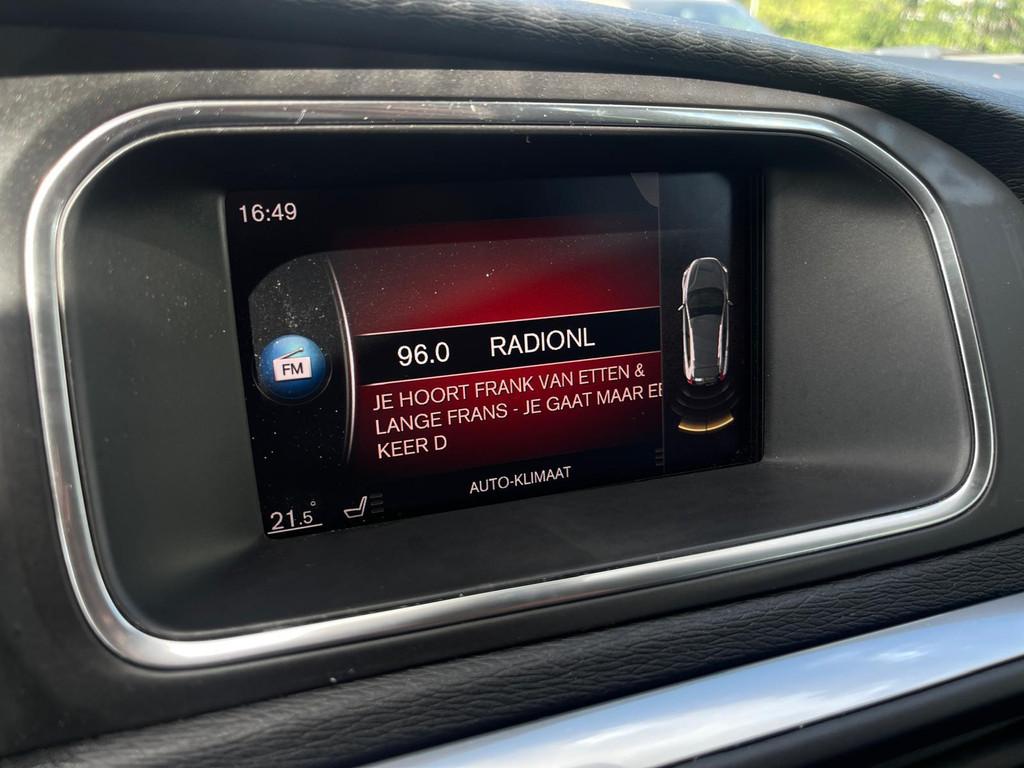 16:49
FM
96.0 RADIONL
JE HOORT FRANK VAN ETTEN &
LANGE FRANS - JE GAAT MAAR EE
KEER D
AUTO-KLIMAAT
21.5°